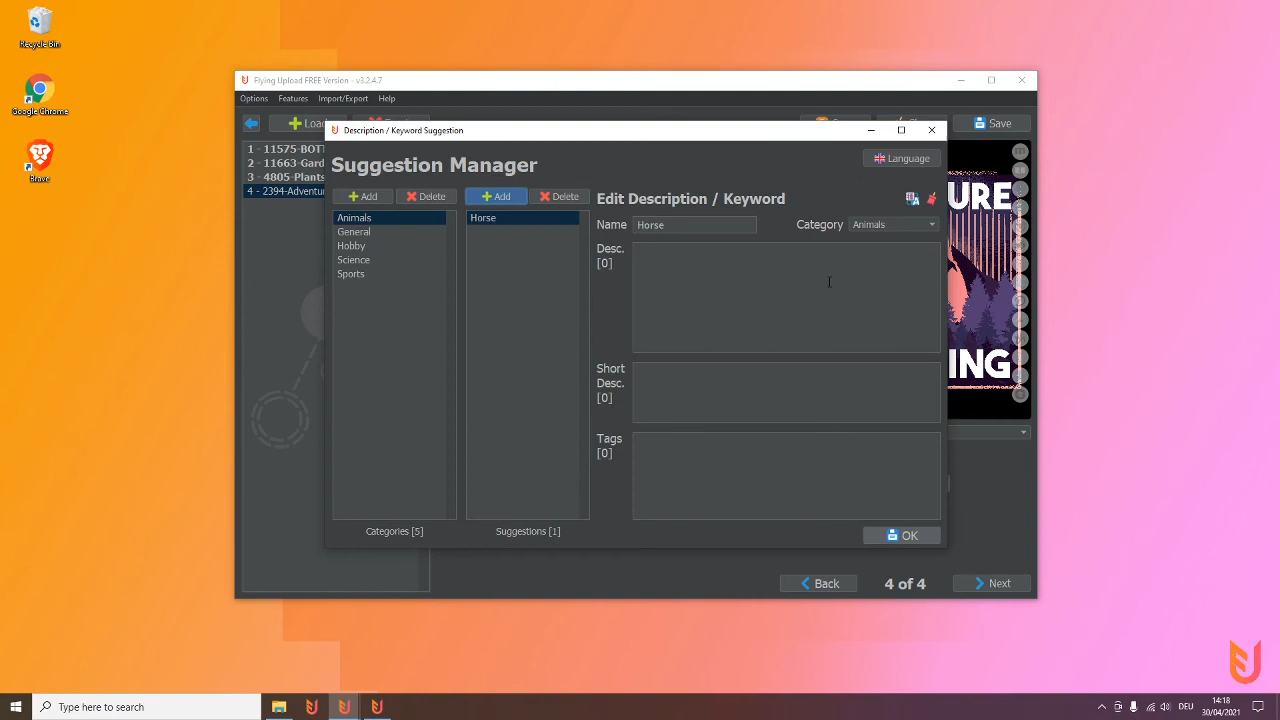 Recycle Bin
Google Chrome
Brave
Flying Upload FREE Version - v3.2.4.7
Options Features Import/Export Help
Save
1 - 11575-BOTT
2 - 11663-Gard
3 - 4805-Plants
4 - 2394-Adventu
Description / Keyword Suggestion
Suggestion Manager
Language
Add Delete Add Delete
Animals
General
Hobby
Science
Sports
Horse
Edit Description / Keyword
Name Horse Category Animals
Desc.
[0]
Short
Desc.
[0]
Tags
[0]
Categories [5]
Suggestions [1]
OK
URE
ING
Back 4 of 4 Next
Type here to search
DEU
14:18
30/04/2021